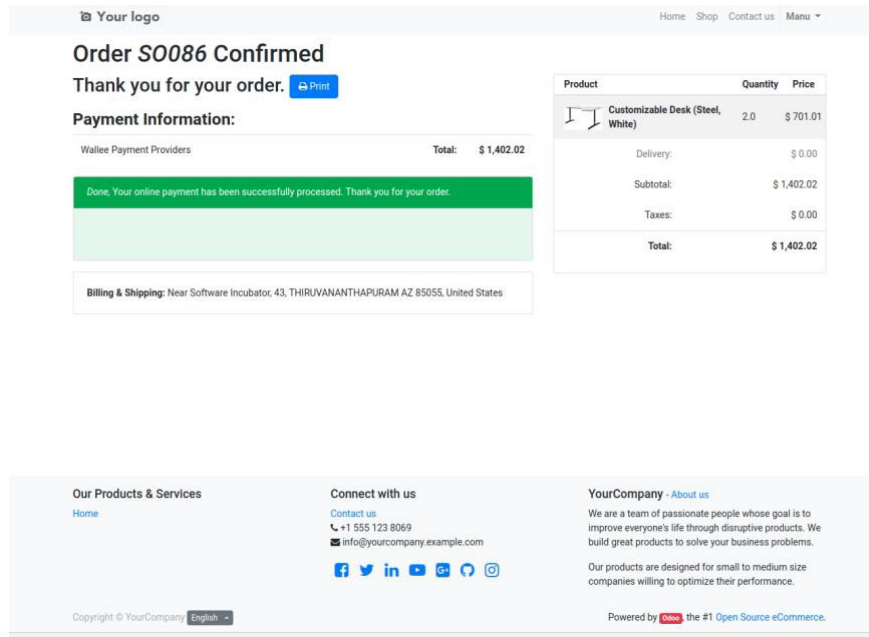 Your logo
Home Shop Contact us Manu
Order SO086 Confirmed
Thank you for your order. Print
Payment Information:
Wallee Payment Providers Total: $ 1,402.02
Done, Your online payment has been successfully processed. Thank you for your order.
Billing & Shipping: Near Software Incubator, 43, THIRUVANANTHAPURAM AZ 85055, United States
Product Quantity Price
Customizable Desk (Steel,
White) 2.0 $ 701.01
Delivery: $ 0.00
Subtotal: $ 1,402.02
Taxes: $ 0.00
Total: $ 1,402.02
Our Products & Services
Home
Connect with us
Contact us
+1 555 123 8069
info@yourcompany.example.com
YourCompany - About us
We are a team of passionate people whose goal is to
improve everyone's life through disruptive products. We
build great products to solve your business problems.
Our products are designed for small to medium size
companies willing to optimize their performance.
Copyright © YourCompany English
Powered by Odoo, the #1 Open Source eCommerce.